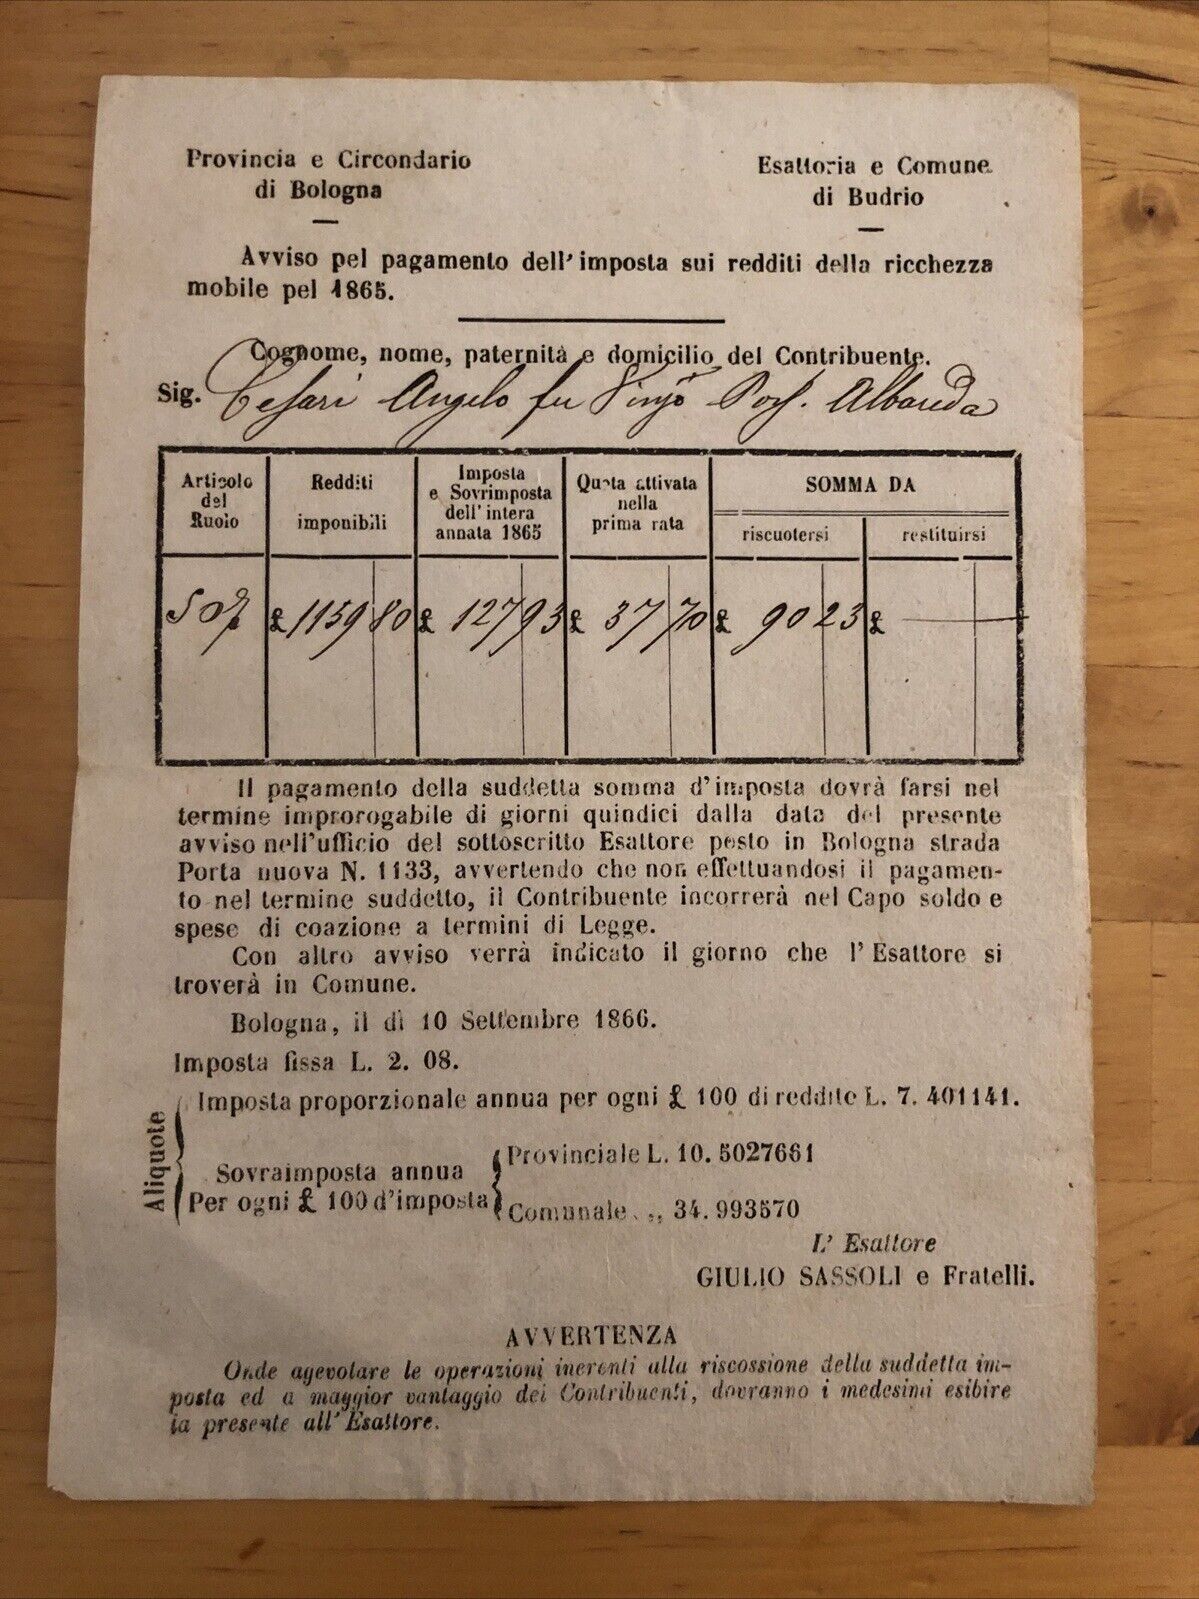 Provincia e Circondario
di Bologna
Esattoria e Comune
di Budrio
Avviso pel pagamento dell' imposta sui redditi della ricchezza
mobile pel 1865.
Cognome, nome, paternità e domicilio del Contribuente.
Sig. Cesari Angelo fu
Articolo
del
Ruolo
Redditi
imponibili
Imposta
e Sovrimposta
dell' intera
annata 1865
Quota attivata
nella
prima rata
SOMMA DA
riscuotersi
restituirsi
507 £ 1159 80 £ 127 93 £ 37 70 £ 90 23 £ —
Il pagamento della suddetta somma d'imposta dovrà farsi nel
termine improrogabile di giorni quindici dalla data del presente
avviso nell'ufficio del sottoscritto Esattore posto in Bologna strada
Porta nuova N. 1133, avvertendo che non effettuandosi il pagamen-
to nel termine suddetto, il Contribuente incorrerà nel Capo soldo e
spese di coazione a termini di Legge.
Con altro avviso verrà indicato il giorno che l' Esattore si
troverà in Comune.
Bologna, il dì 10 Settembre 1866.
Imposta fissa L. 2. 08.
Aliquote
Imposta proporzionale annua per ogni £ 100 di reddito L. 7. 401141.
Sovraimposta annua
Per ogni £ 100 d'imposta
Provinciale L. 10. 5027661
Comunale . „ 34. 993570
L' Esattore
GIULIO SASSOLI e Fratelli.
AVVERTENZA
Onde agevolare le operazioni inerenti alla riscossione della suddetta im-
posta ed a maggior vantaggio dei Contribuenti, dovranno i medesimi esibire
la presente all' Esattore.